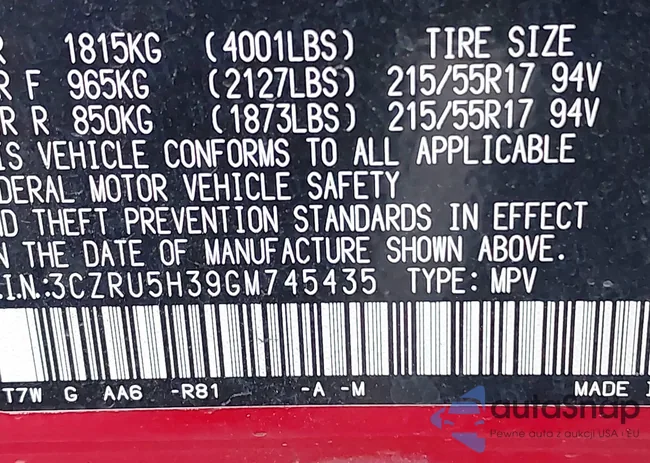 R 1815KG (4001LBS) TIRE SIZE
R F 965KG (2127LBS) 215/55R17 94V
R R 850KG (1873LBS) 215/55R17 94V
IS VEHICLE CONFORMS TO ALL APPLICABLE
DERAL MOTOR VEHICLE SAFETY
ND THEFT PREVENTION STANDARDS IN EFFECT
N THE DATE OF MANUFACTURE SHOWN ABOVE.
.I.N.:3CZRU5H39GM745435 TYPE: MPV
T7W G AA6 -R81 -A -M MADE I
autoSnap
Pewne auta z aukcji USA i EU